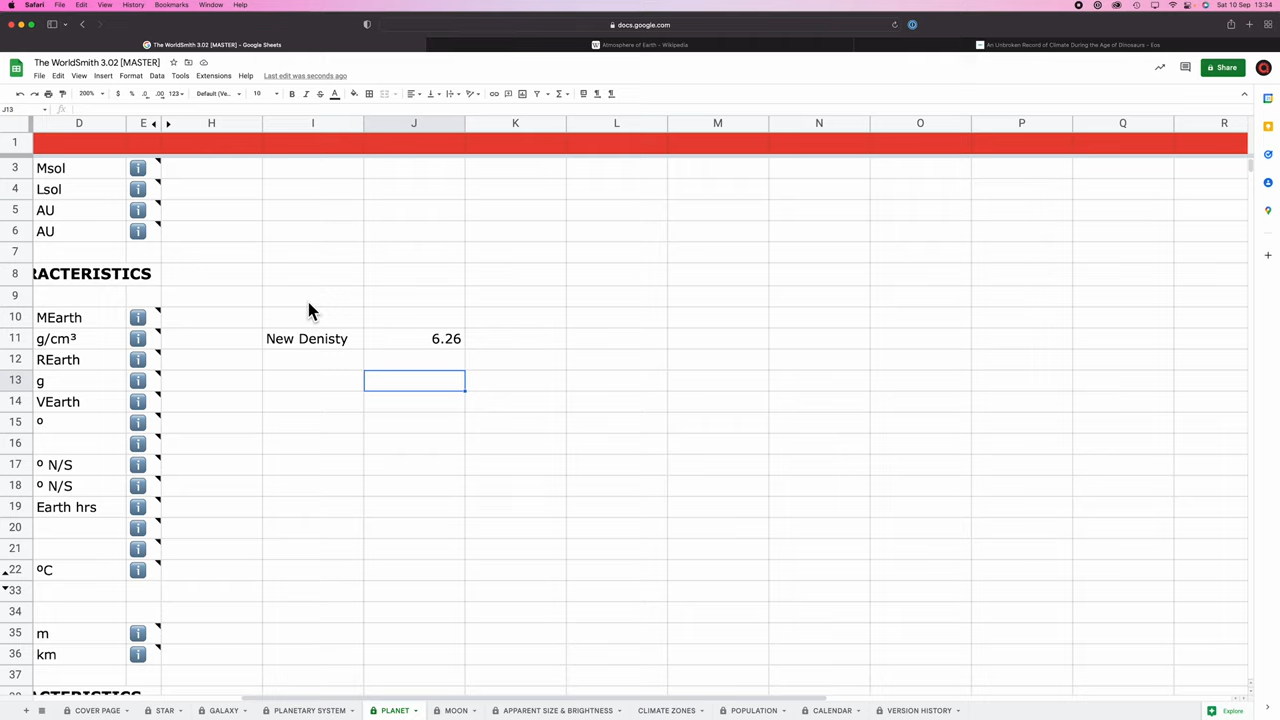 Safari File Edit View History Bookmarks Window Help
Sat 10 Sep 13:34
docs.google.com
The WorldSmith 3.02 [MASTER] - Google Sheets
Atmosphere of Earth - Wikipedia
An Unbroken Record of Climate During the Age of Dinosaurs - Eos
The WorldSmith 3.02 [MASTER]
File Edit View Insert Format Data Tools Extensions Help Last edit was seconds ago
Share
200% $ % .0 .00 123 Default (Ve... 10 B I S A
J13 fx
D E H I J K L M N O P Q R
1
3 Msol
4 Lsol
5 AU
6 AU
7
8 RACTERISTICS
9
10 MEarth
11 g/cm³ New Denisty 6.26
12 REarth
13 g
14 VEarth
15 º
16
17 º N/S
18 º N/S
19 Earth hrs
20
21
22 ºC
33
34
35 m
36 km
37
COVER PAGE STAR GALAXY PLANETARY SYSTEM PLANET MOON APPARENT SIZE & BRIGHTNESS CLIMATE ZONES POPULATION CALENDAR VERSION HISTORY Explore